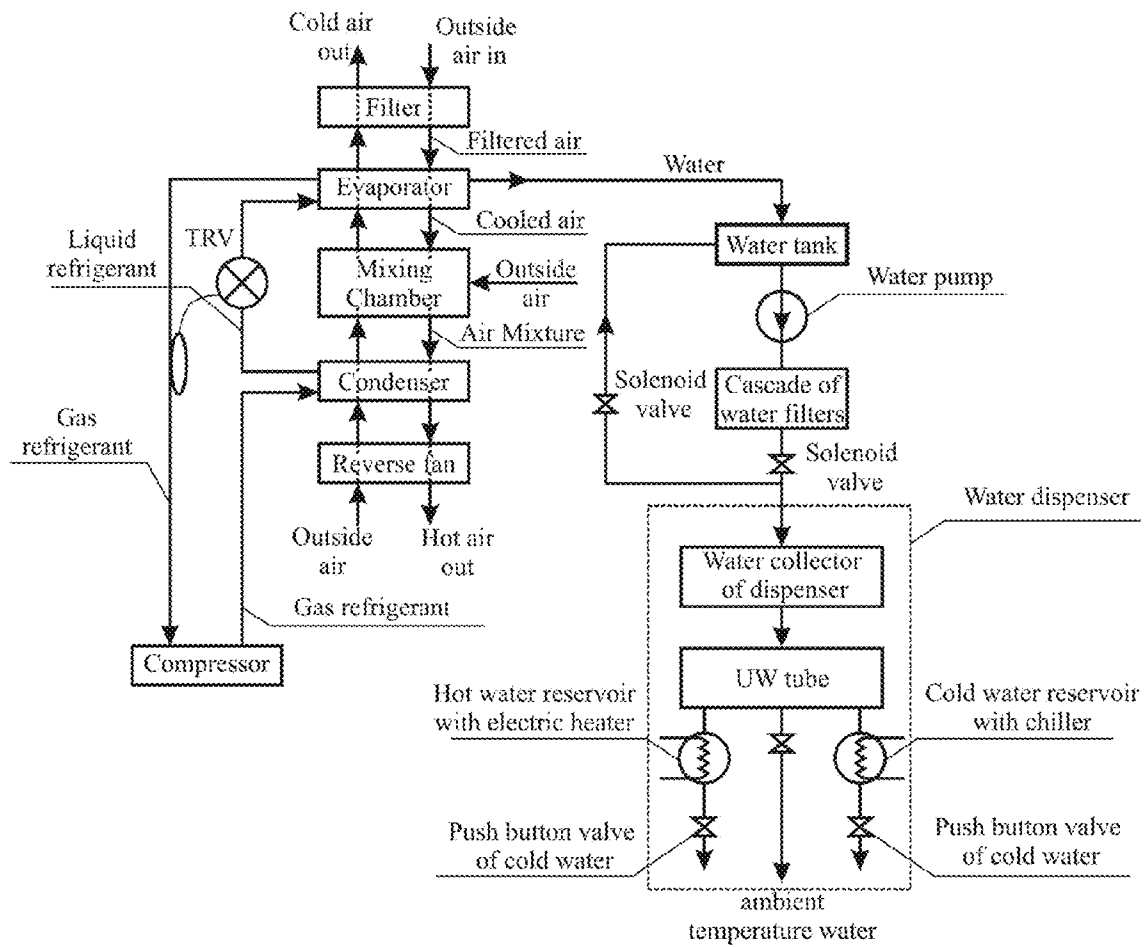 Cold air
out
Outside
air in
Filter
Filtered air
Evaporator
Water
Cooled air
TRV
Liquid
refrigerant
Mixing
Chamber
Outside
air
Water tank
Water pump
Air Mixture
Condenser
Solenoid
valve
Cascade of
water filters
Gas
refrigerant
Reverse fan
Solenoid
valve
Water dispenser
Outside
air
Hot air
out
Water collector
of dispenser
Gas refrigerant
Compressor
UW tube
Hot water reservoir
with electric heater
Cold water reservoir
with chiller
Push button valve
of cold water
Push button valve
of cold water
ambient
temperature water